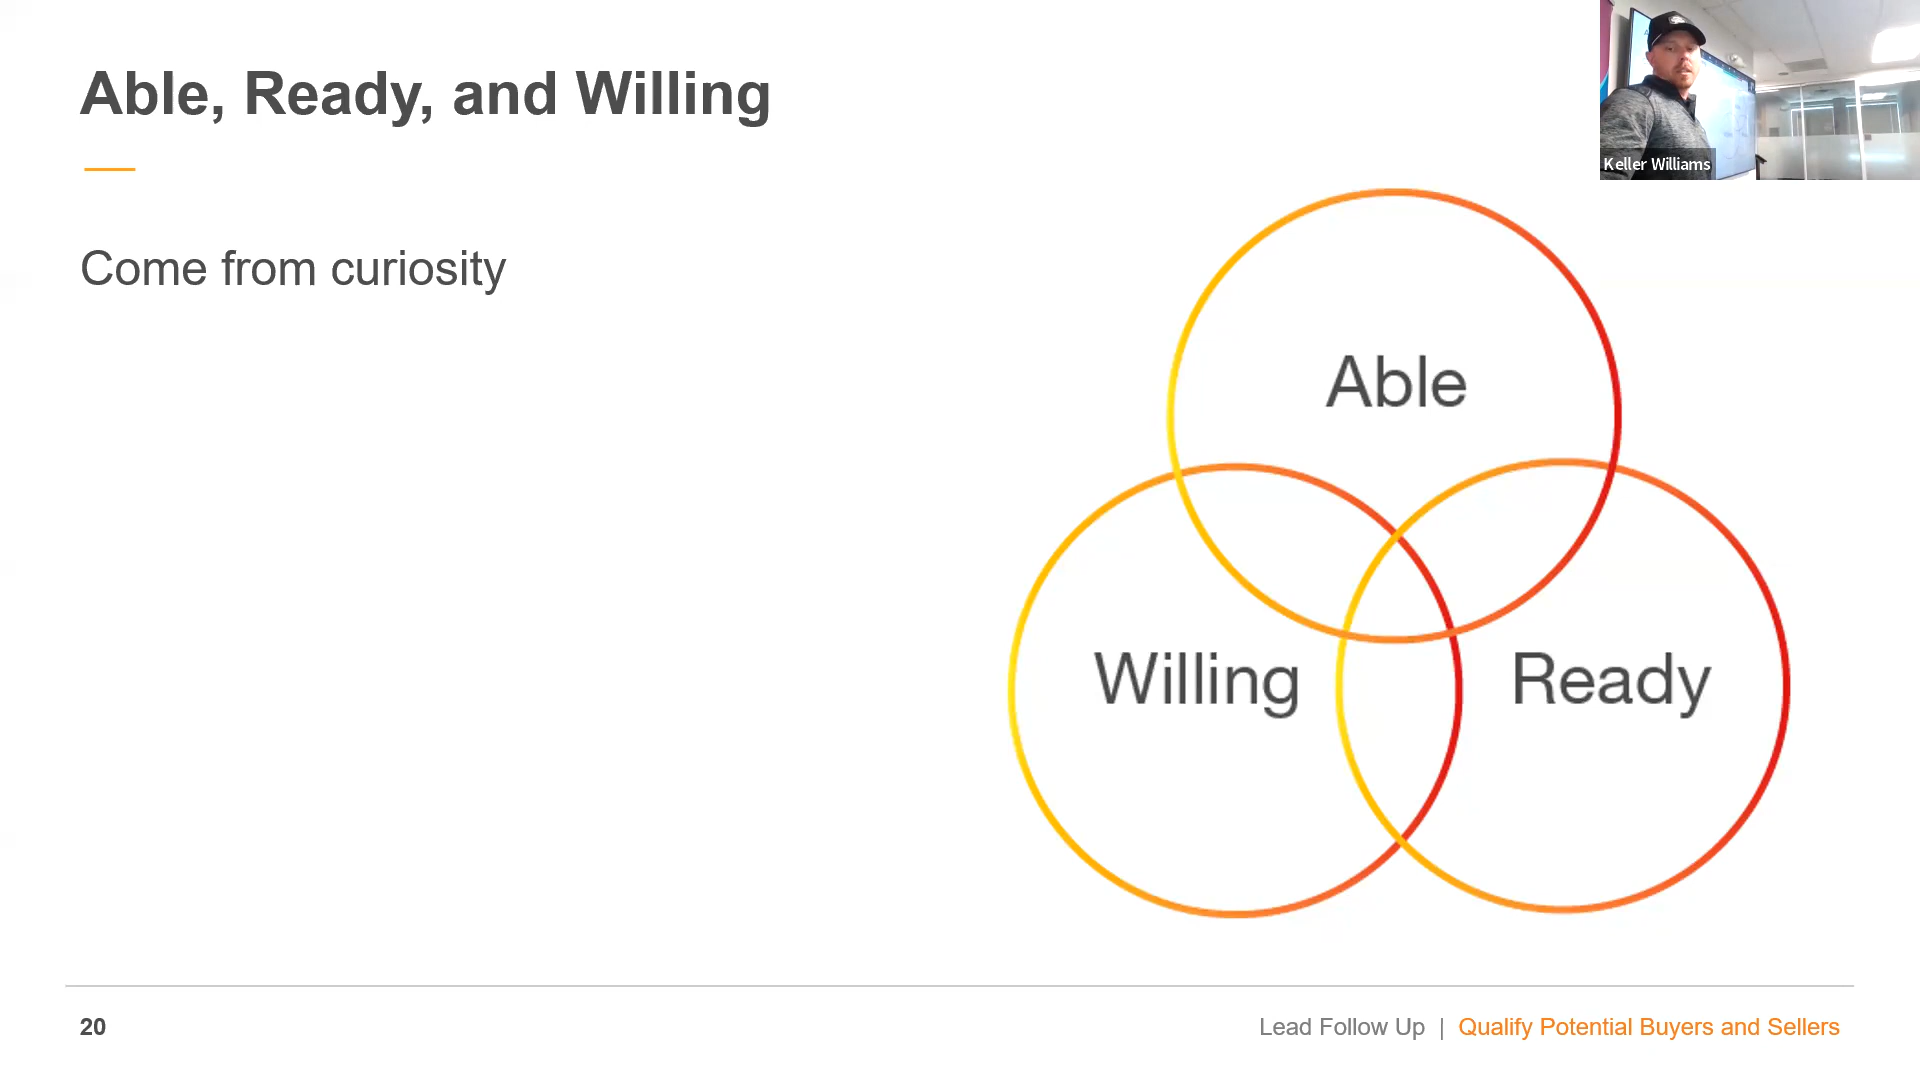 Able, Ready, and Willing
Keller Williams
Come from curiosity
Able
Willing
Ready
20
Lead Follow Up | Qualify Potential Buyers and Sellers